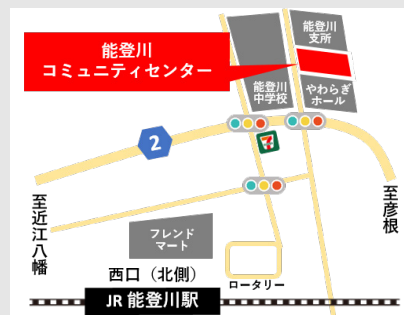 能登川
コミュニティセンター
能登川
支所
能登川
中学校
やわらぎ
ホール
2
7
至近江八幡
至彦根
フレンド
マート
西口（北側）
ロータリー
JR 能登川駅